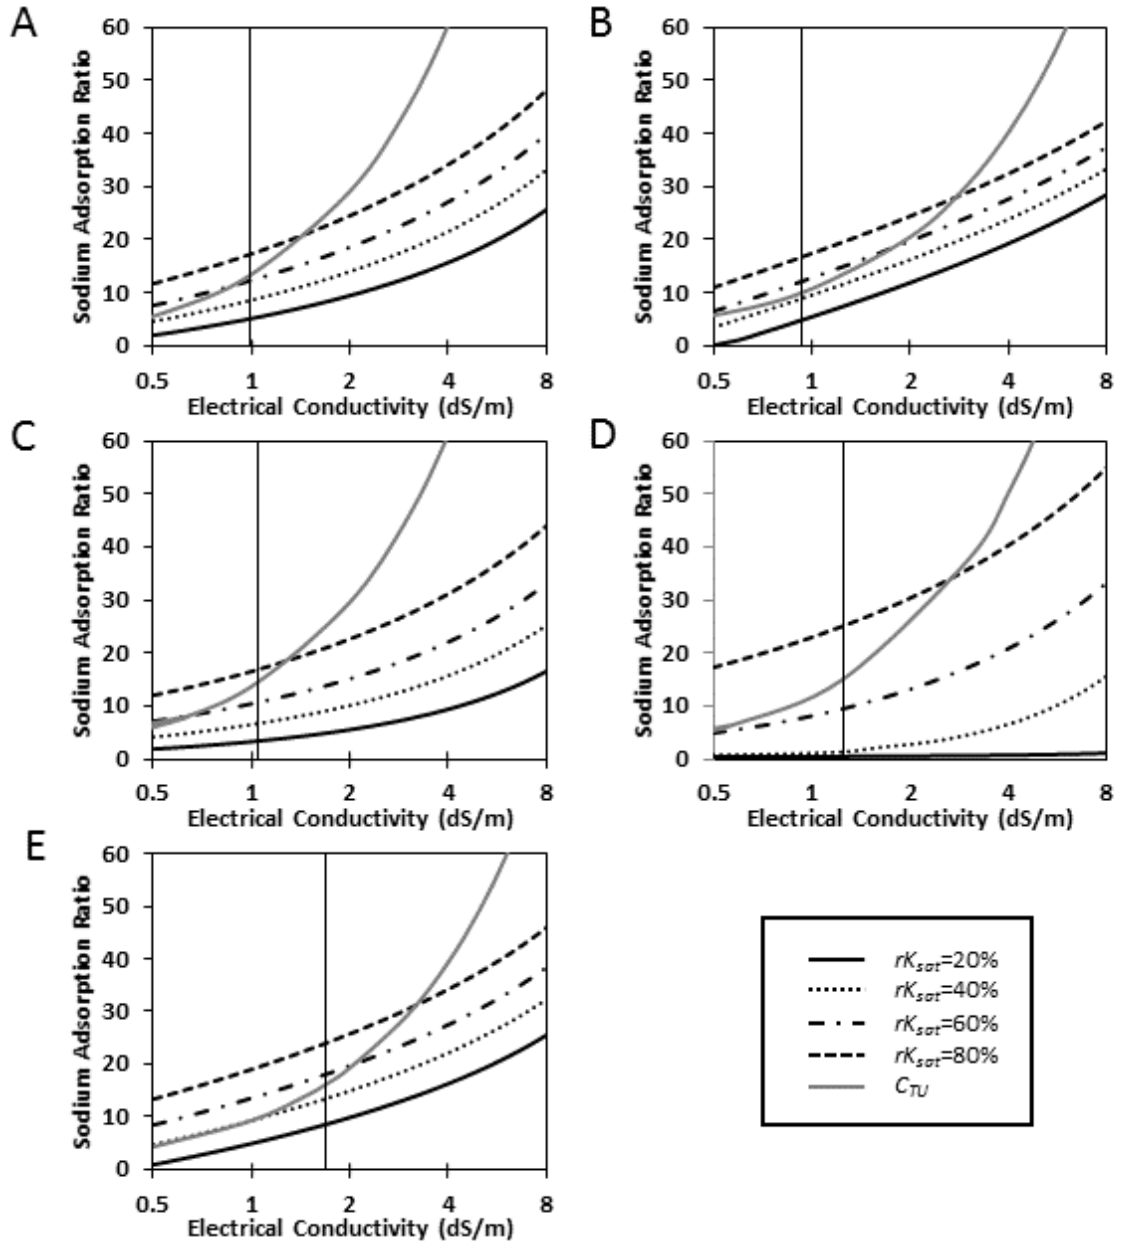 A
Sodium Adsorption Ratio
60
50
40
30
20
10
0
0.5 1 2 4 8
Electrical Conductivity (dS/m)
B
Sodium Adsorption Ratio
60
50
40
30
20
10
0
0.5 1 2 4 8
Electrical Conductivity (dS/m)
C
Sodium Adsorption Ratio
60
50
40
30
20
10
0
0.5 1 2 4 8
Electrical Conductivity (dS/m)
D
Sodium Adsorption Ratio
60
50
40
30
20
10
0
0.5 1 2 4 8
Electrical Conductivity (dS/m)
E
Sodium Adsorption Ratio
60
50
40
30
20
10
0
0.5 1 2 4 8
Electrical Conductivity (dS/m)
rKsat=20%
rKsat=40%
rKsat=60%
rKsat=80%
CTU